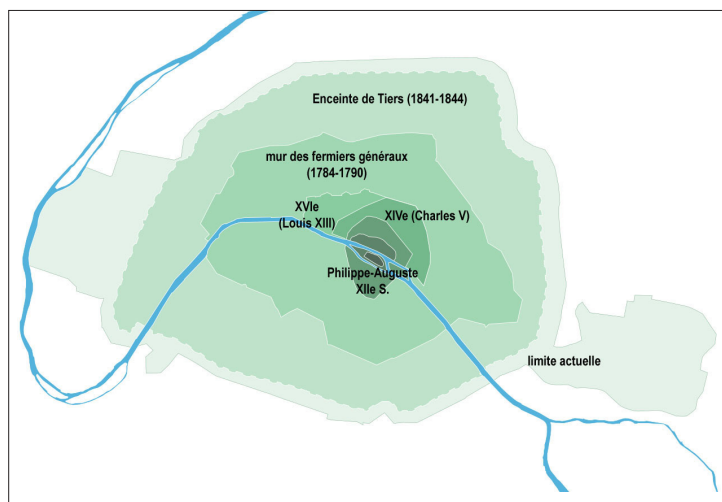 Enceinte de Tiers (1841-1844)
mur des fermiers généraux
(1784-1790)
XVIe
(Louis XIII)
XIVe (Charles V)
Philippe-Auguste
XIIe S.
limite actuelle